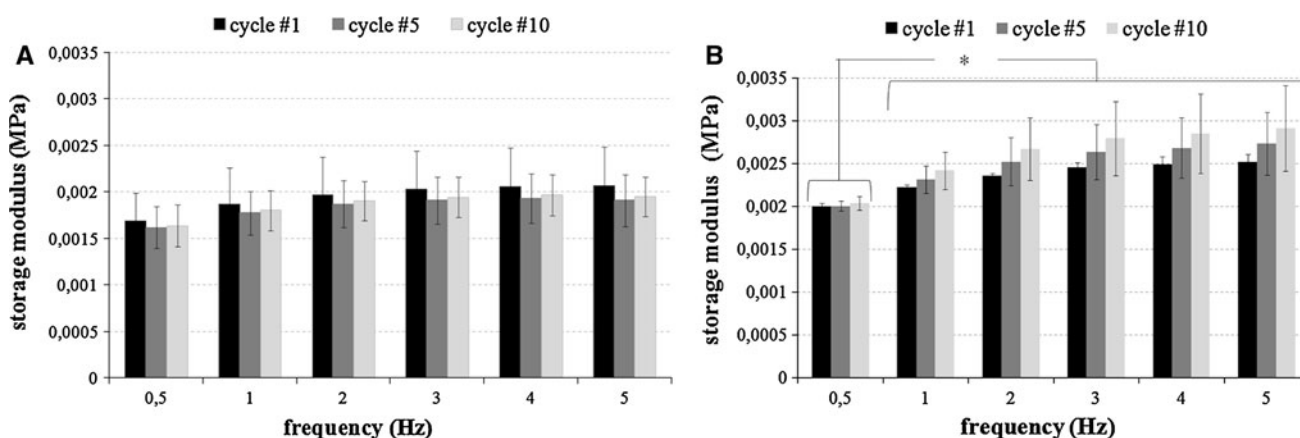 A
■ cycle #1 ■ cycle #5 ■ cycle #10
storage modulus (MPa)
0,0035
0,003
0,0025
0,002
0,0015
0,001
0,0005
0
0,5 1 2 3 4 5
frequency (Hz)
B
■ cycle #1 ■ cycle #5 ■ cycle #10
*
storage modulus (MPa)
0,0035
0,003
0,0025
0,002
0,0015
0,001
0,0005
0
0,5 1 2 3 4 5
frequency (Hz)